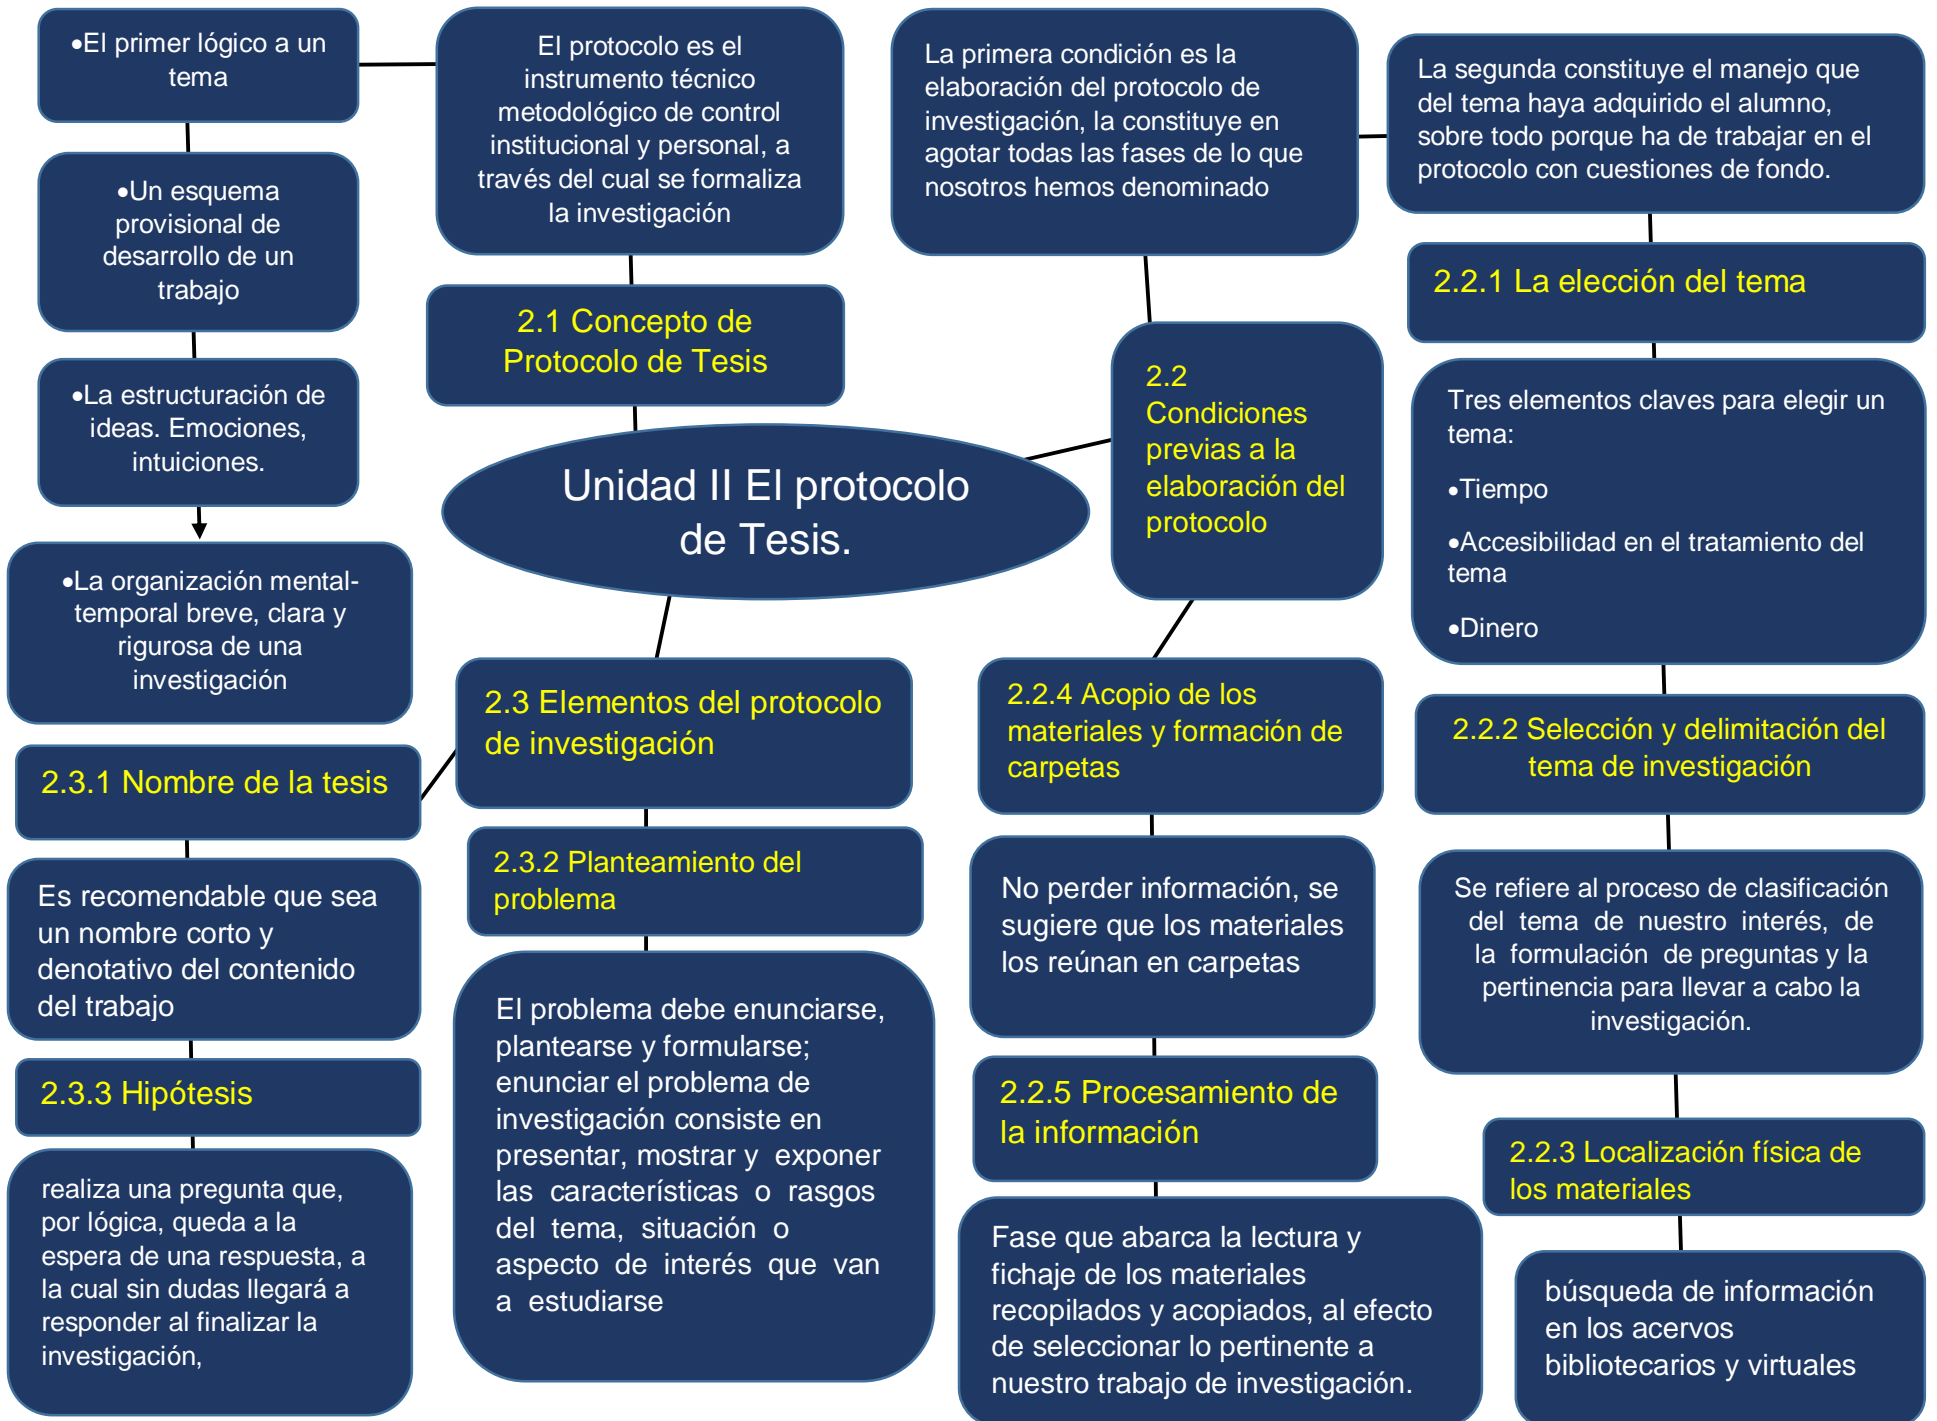 •El primer lógico a un
tema
•Un esquema
provisional de
desarrollo de un
trabajo
•La estructuración de
ideas. Emociones,
intuiciones.
•La organización mental-
temporal breve, clara y
rigurosa de una
investigación
El protocolo es el
instrumento técnico
metodológico de control
institucional y personal, a
través del cual se formaliza
la investigación
2.1 Concepto de
Protocolo de Tesis
Unidad II El protocolo
de Tesis.
La primera condición es la
elaboración del protocolo de
investigación, la constituye en
agotar todas las fases de lo que
nosotros hemos denominado
2.2
Condiciones
previas a la
elaboración del
protocolo
La segunda constituye el manejo que
del tema haya adquirido el alumno,
sobre todo porque ha de trabajar en el
protocolo con cuestiones de fondo.
2.2.1 La elección del tema
Tres elementos claves para elegir un
tema:
•Tiempo
•Accesibilidad en el tratamiento del
tema
•Dinero
2.2.2 Selección y delimitación del
tema de investigación
Se refiere al proceso de clasificación
del tema de nuestro interés, de
la formulación de preguntas y la
pertinencia para llevar a cabo la
investigación.
2.2.3 Localización física de
los materiales
búsqueda de información
en los acervos
bibliotecarios y virtuales
2.2.4 Acopio de los
materiales y formación de
carpetas
No perder información, se
sugiere que los materiales
los reúnan en carpetas
2.2.5 Procesamiento de
la información
Fase que abarca la lectura y
fichaje de los materiales
recopilados y acopiados, al efecto
de seleccionar lo pertinente a
nuestro trabajo de investigación.
2.3 Elementos del protocolo
de investigación
2.3.1 Nombre de la tesis
Es recomendable que sea
un nombre corto y
denotativo del contenido
del trabajo
2.3.2 Planteamiento del
problema
El problema debe enunciarse,
plantearse y formularse;
enunciar el problema de
investigación consiste en
presentar, mostrar y exponer
las características o rasgos
del tema, situación o
aspecto de interés que van
a estudiarse
2.3.3 Hipótesis
realiza una pregunta que,
por lógica, queda a la
espera de una respuesta, a
la cual sin dudas llegará a
responder al finalizar la
investigación,